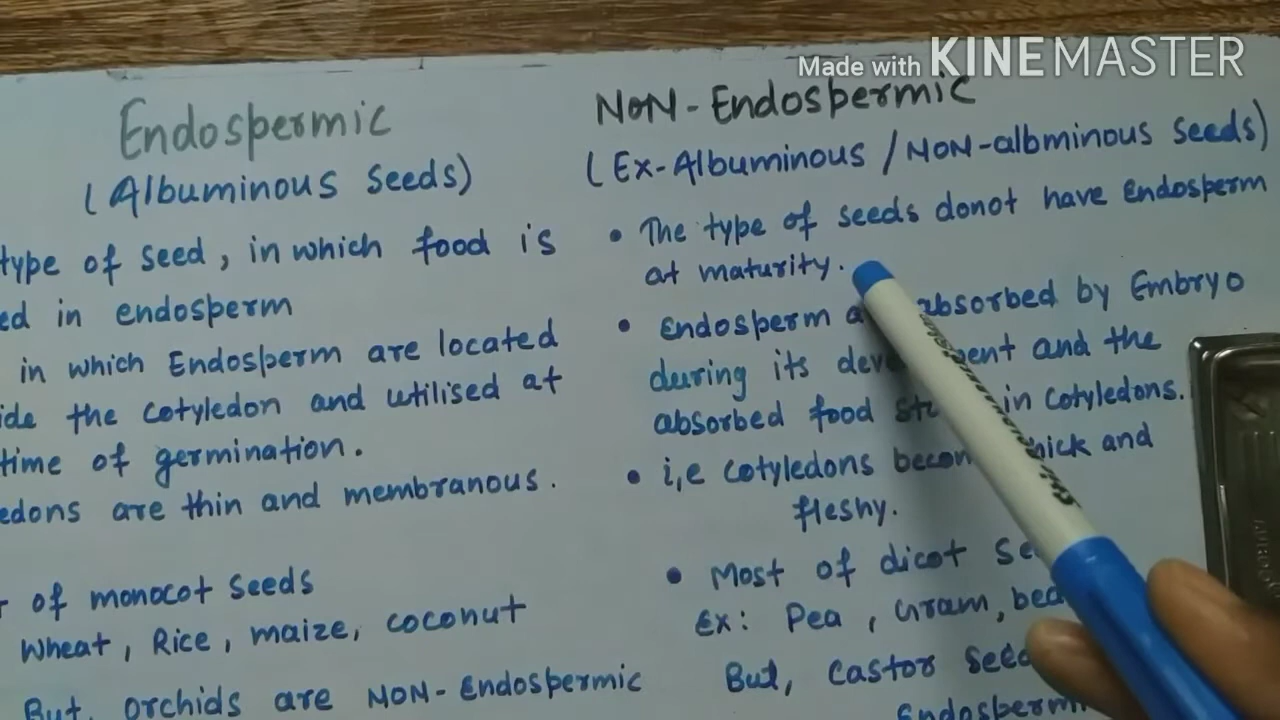 Made with KINEMASTER
Endospermic
(Albuminous seeds)
type of seed, in which food is
ed in endosperm
in which Endosperm are located
ide the cotyledon and utilised at
time of germination.
edons are thin and membranous.
of monocot seeds
Wheat, Rice, maize, coconut
But, orchids are NON-Endospermic
NON-Endospermic
(Ex-Albuminous / NON-albminous seeds)
• The type of seeds donot have Endosperm
at maturity.
• Endosperm absorbed by Embryo
during its and the
absorbed food in cotyledons.
• i,e cotyledons and
fleshy.
• Most of dicot
Ex: Pea, Gram,
But, castor